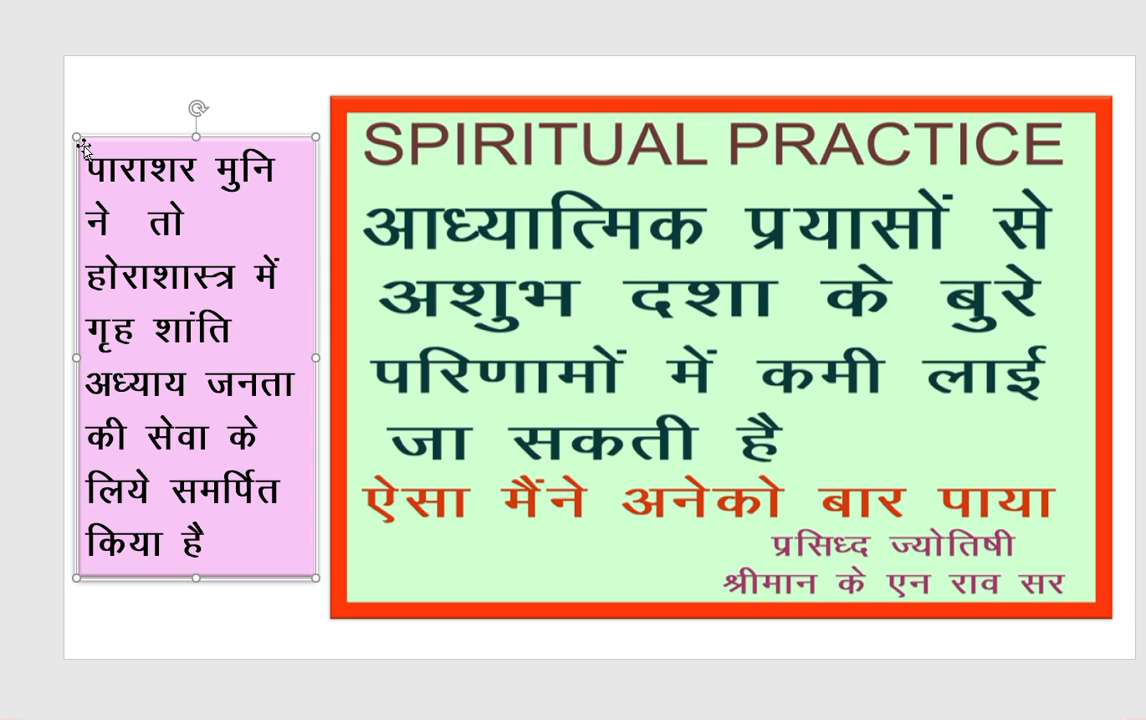 पाराशर मुनि
ने तो
होराशास्त्र में
गृह शांति
अध्याय जनता
की सेवा के
लिये समर्पित
किया है
SPIRITUAL PRACTICE
आध्यात्मिक प्रयासों से
अशुभ दशा के बुरे
परिणामों में कमी लाई
जा सकती है
ऐसा मैंने अनेको बार पाया
प्रसिध्द ज्योतिषी
श्रीमान के एन राव सर